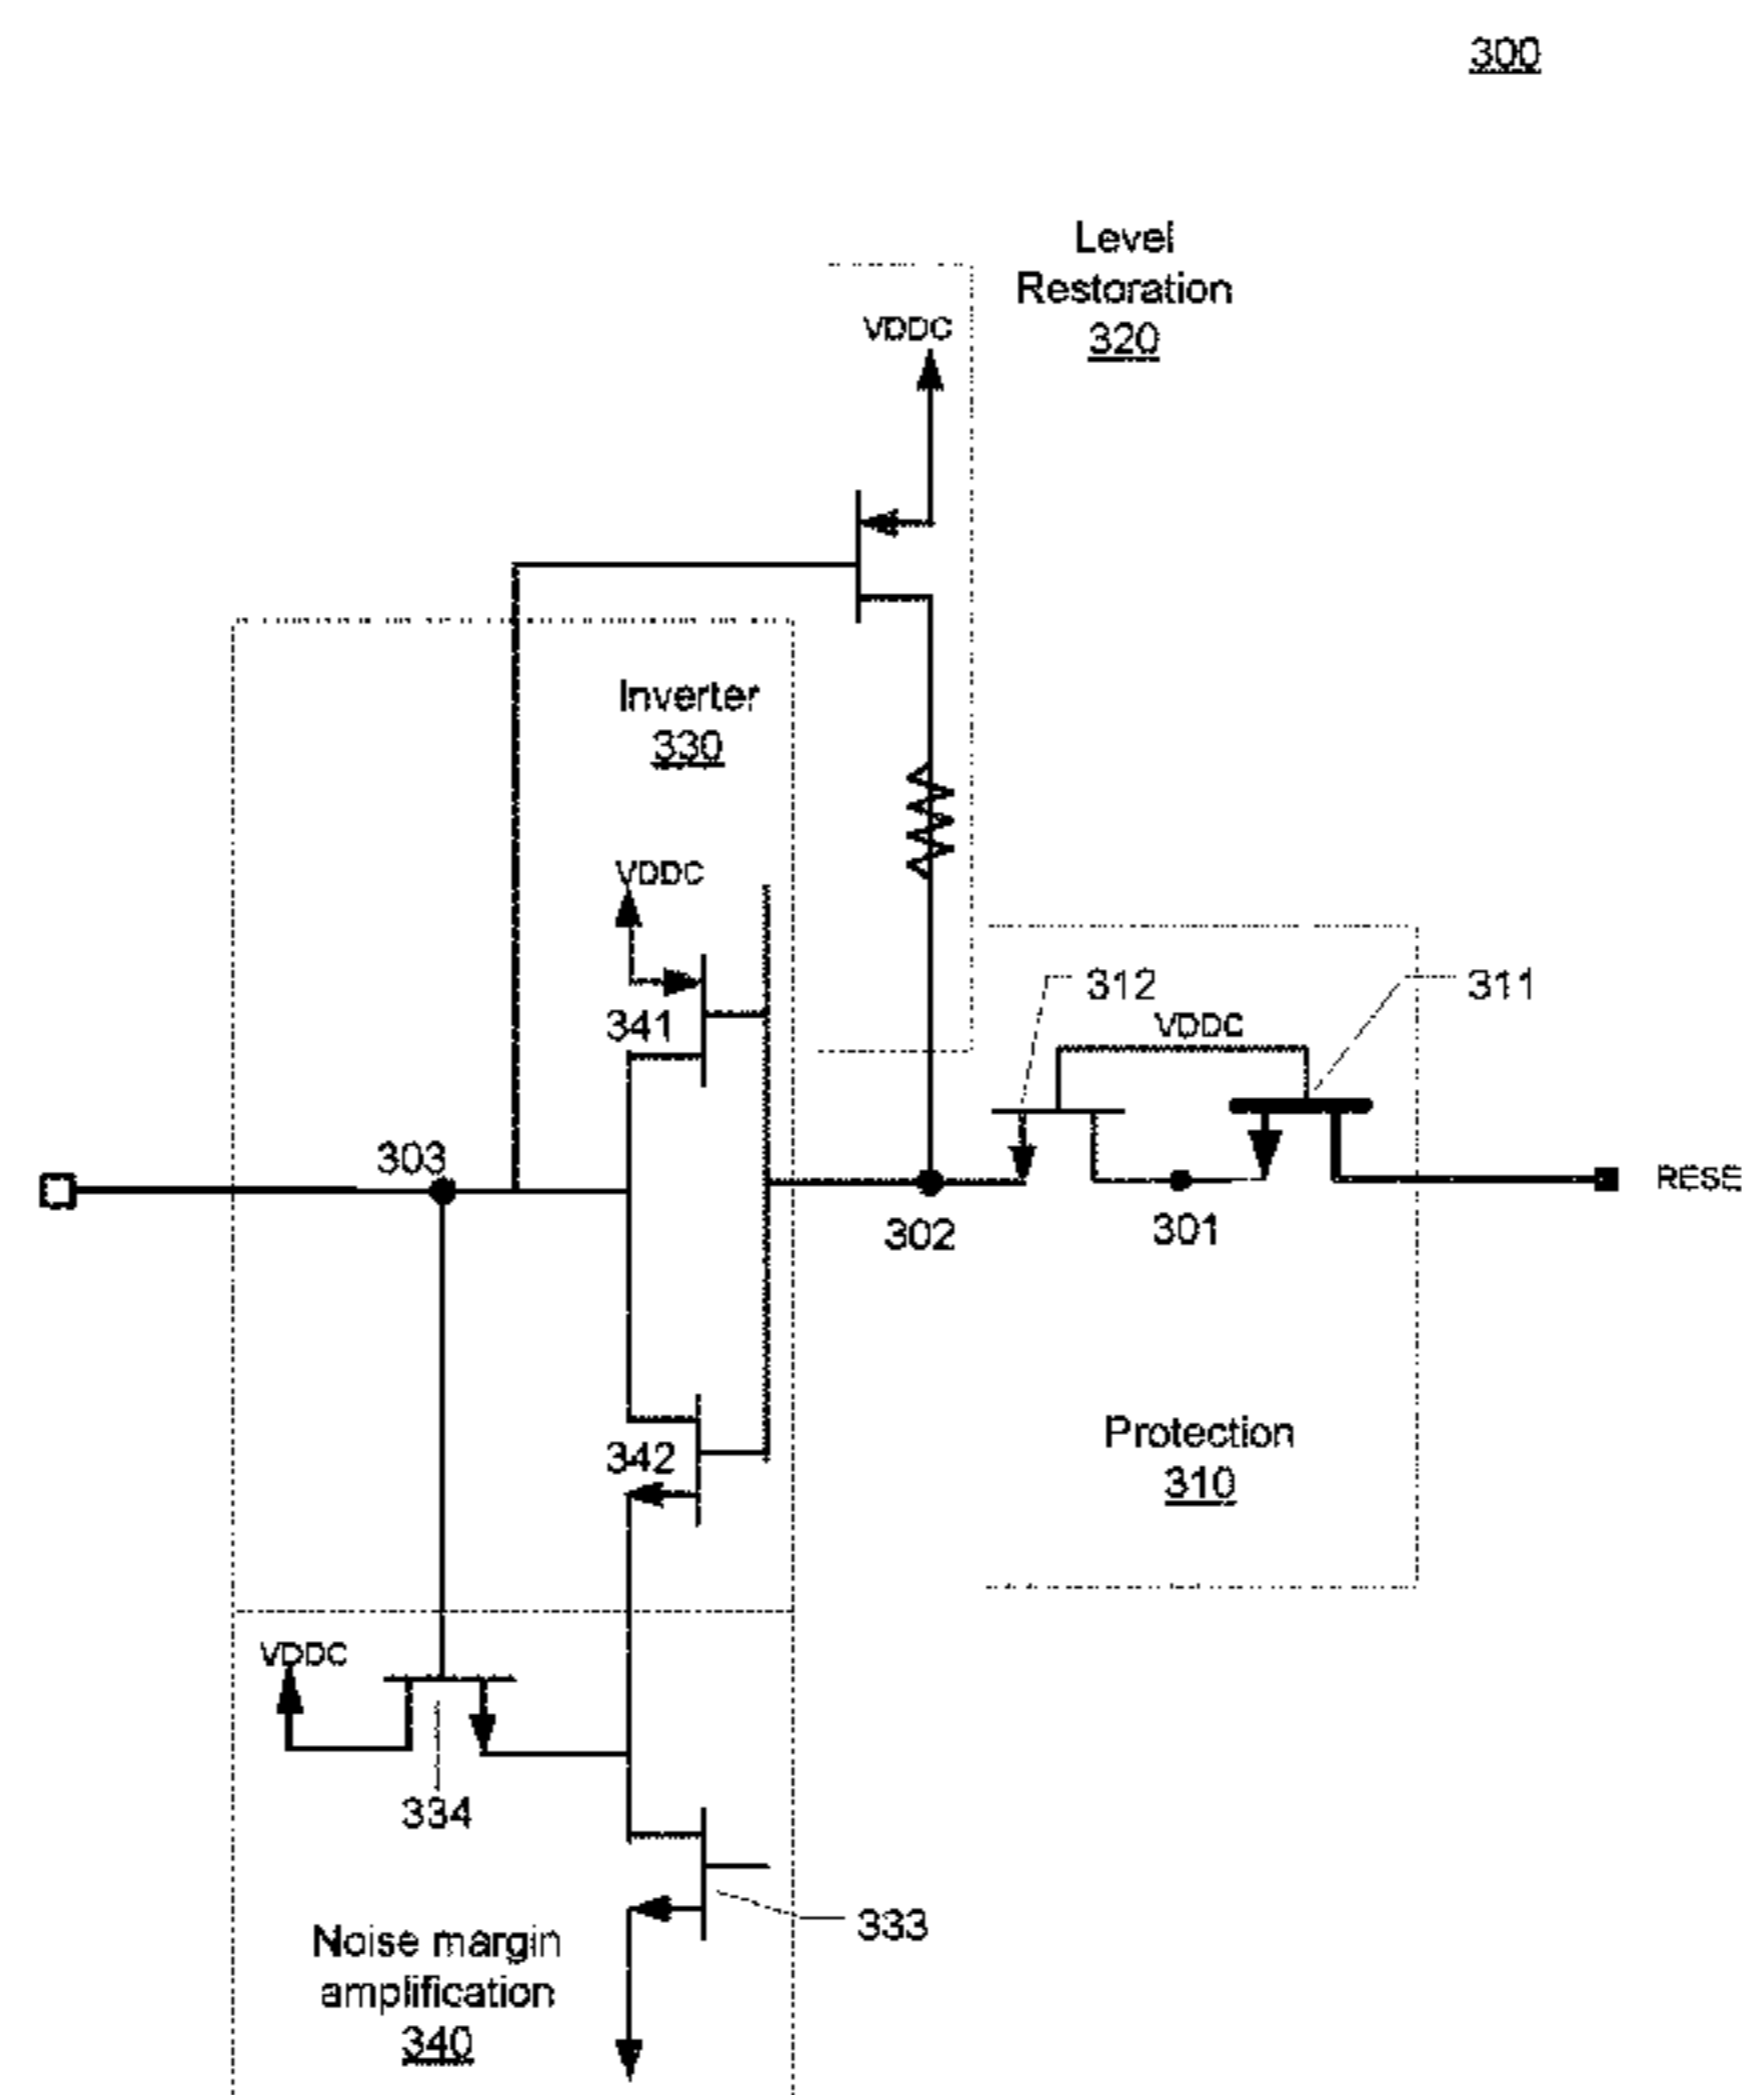 300
Level
Restoration
320
VDDC
Inverter
330
VDDC
341
312
311
VDDC
303
302
301
RESE
342
Protection
310
VDDC
334
333
Noise margin
amplification
340